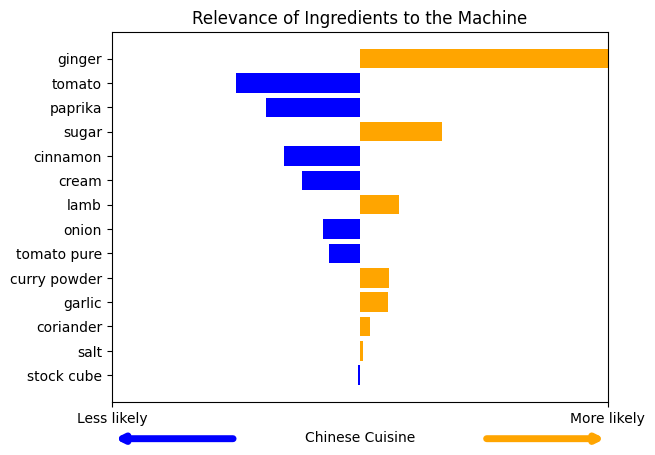 Relevance of Ingredients to the Machine
ginger
tomato
paprika
sugar
cinnamon
cream
lamb
onion
tomato pure
curry powder
garlic
coriander
salt
stock cube
Less likely
More likely
Chinese Cuisine